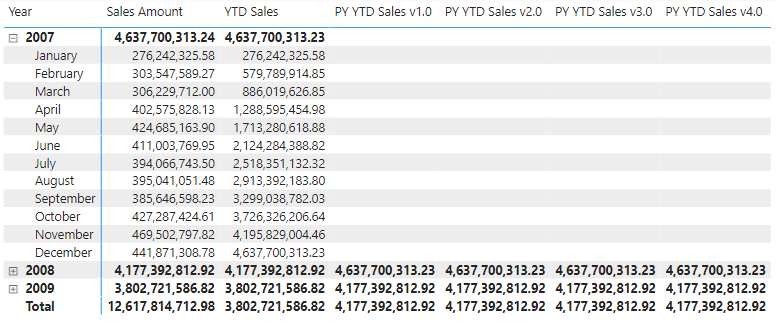 Year Sales Amount YTD Sales PY YTD Sales v1.0 PY YTD Sales v2.0 PY YTD Sales v3.0 PY YTD Sales v4.0
2007 4,637,700,313.24 4,637,700,313.23
January 276,242,325.58 276,242,325.58
February 303,547,589.27 579,789,914.85
March 306,229,712.00 886,019,626.85
April 402,575,828.13 1,288,595,454.98
May 424,685,163.90 1,713,280,618.88
June 411,003,769.95 2,124,284,388.82
July 394,066,743.50 2,518,351,132.32
August 395,041,051.48 2,913,392,183.80
September 385,646,598.23 3,299,038,782.03
October 427,287,424.61 3,726,326,206.64
November 469,502,797.82 4,195,829,004.46
December 441,871,308.78 4,637,700,313.23
2008 4,177,392,812.92 4,177,392,812.92 4,637,700,313.23 4,637,700,313.23 4,637,700,313.23 4,637,700,313.23
2009 3,802,721,586.82 3,802,721,586.82 4,177,392,812.92 4,177,392,812.92 4,177,392,812.92 4,177,392,812.92
Total 12,617,814,712.98 3,802,721,586.82 4,177,392,812.92 4,177,392,812.92 4,177,392,812.92 4,177,392,812.92